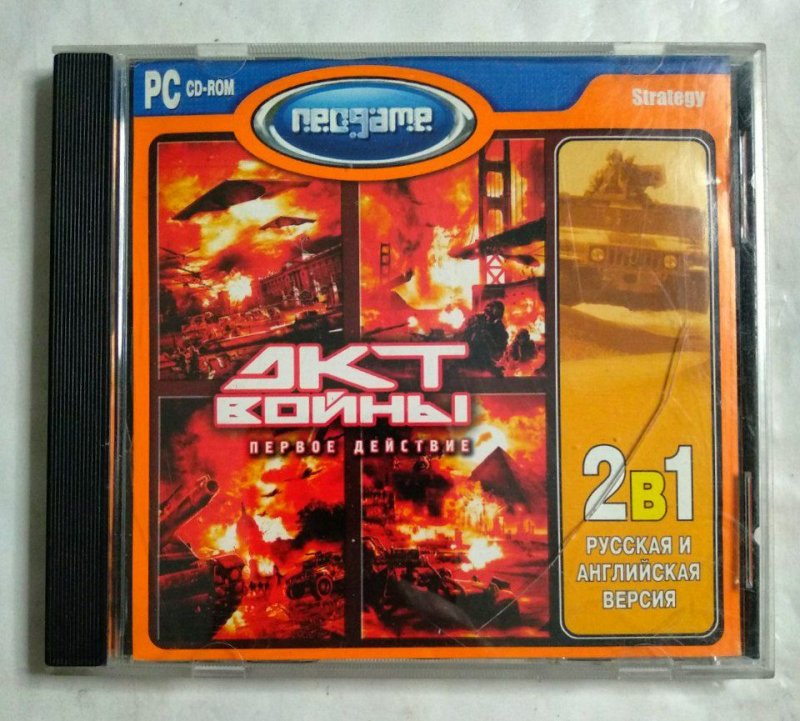 PC CD-ROM
neogame
Strategy
АКТ
ВОЙНЫ
ПЕРВОЕ ДЕЙСТВИЕ
2в1
РУССКАЯ И
АНГЛИЙСКАЯ
ВЕРСИЯ